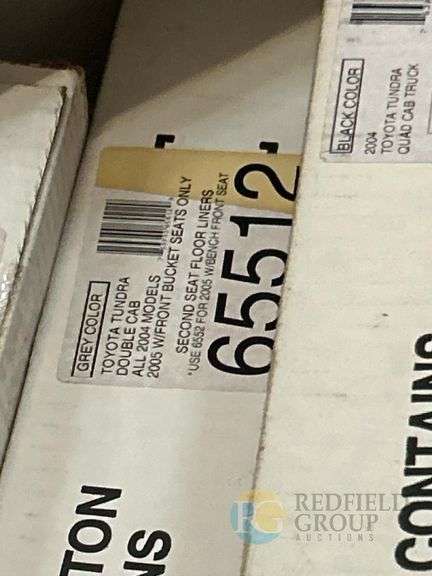 GREY COLOR
TOYOTA TUNDRA
DOUBLE CAB
ALL 2004 MODELS
2005 W/FRONT BUCKET SEATS ONLY
SECOND SEAT FLOOR LINERS
*USE 6552 FOR 2005 W/BENCH FRONT SEAT
65512
BLACK COLOR
2004
TOYOTA TUNDRA
QUAD CAB TRUCK
TON
NS
CONTAINS
REDFIELD
GROUP
AUCTIONS